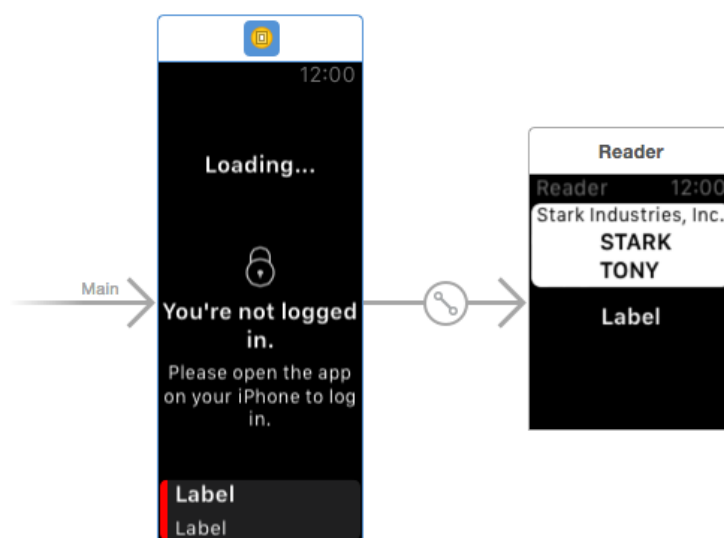 12:00
Loading...
Main
You're not logged
in.
Please open the app
on your iPhone to log
in.
Label
Label
Reader
Reader 12:00
Stark Industries, Inc.
STARK
TONY
Label